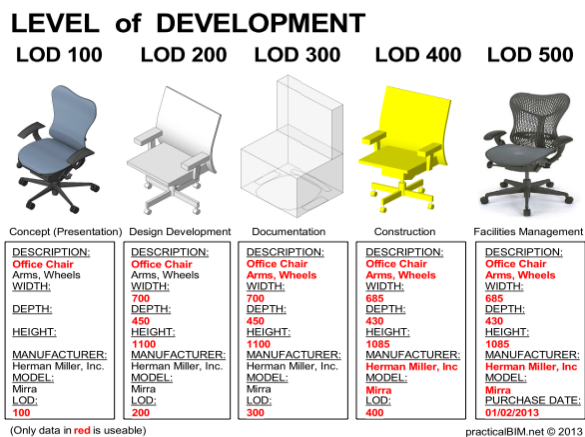 LEVEL of DEVELOPMENT
LOD 100 LOD 200 LOD 300 LOD 400 LOD 500
Concept (Presentation) Design Development Documentation Construction Facilities Management
DESCRIPTION:
Office Chair
Arms, Wheels
WIDTH:
DEPTH:
HEIGHT:
MANUFACTURER:
Herman Miller, Inc.
MODEL:
Mirra
LOD:
100
DESCRIPTION:
Office Chair
Arms, Wheels
WIDTH:
700
DEPTH:
450
HEIGHT:
1100
MANUFACTURER:
Herman Miller, Inc.
MODEL:
Mirra
LOD:
200
DESCRIPTION:
Office Chair
Arms, Wheels
WIDTH:
700
DEPTH:
450
HEIGHT:
1100
MANUFACTURER:
Herman Miller, Inc.
MODEL:
Mirra
LOD:
300
DESCRIPTION:
Office Chair
Arms, Wheels
WIDTH:
685
DEPTH:
430
HEIGHT:
1085
MANUFACTURER:
Herman Miller, Inc
MODEL:
Mirra
LOD:
400
DESCRIPTION:
Office Chair
Arms, Wheels
WIDTH:
685
DEPTH:
430
HEIGHT:
1085
MANUFACTURER:
Herman Miller, Inc
MODEL:
Mirra
PURCHASE DATE:
01/02/2013
(Only data in red is useable)
practicalBIM.net © 2013